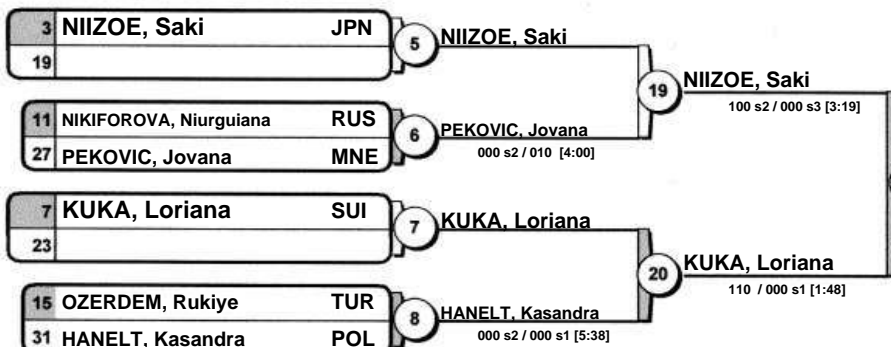 3 NIIZOE, Saki JPN
19
5
NIIZOE, Saki
11 NIKIFOROVA, Niurguiana RUS
27 PEKOVIC, Jovana MNE
6
PEKOVIC, Jovana
000 s2 / 010 [4:00]
19
NIIZOE, Saki
100 s2 / 000 s3 [3:19]
7 KUKA, Loriana SUI
23
7
KUKA, Loriana
15 OZERDEM, Rukiye TUR
31 HANELT, Kasandra POL
8
HANELT, Kasandra
000 s2 / 000 s1 [5:38]
20
KUKA, Loriana
110 / 000 s1 [1:48]